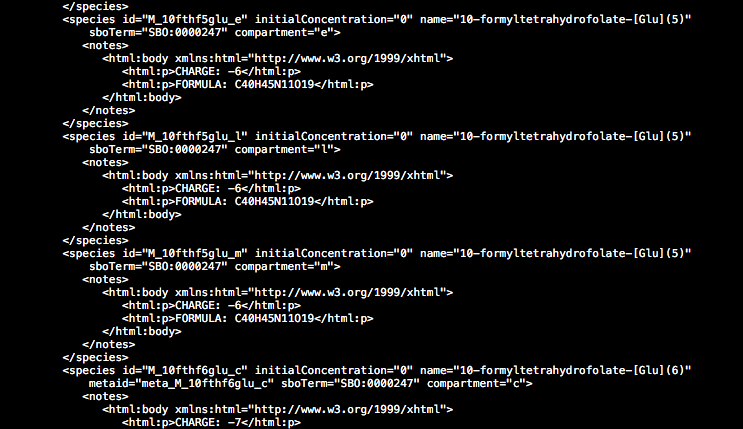 </species>
<species id="M_10fthf5glu_e" initialConcentration="0" name="10-formyltetrahydrofolate-[Glu](5)"
sboTerm="SBO:0000247" compartment="e">
<notes>
<html:body xmlns:html="http://www.w3.org/1999/xhtml">
<html:p>CHARGE: -6</html:p>
<html:p>FORMULA: C40H45N11O19</html:p>
</html:body>
</notes>
</species>
<species id="M_10fthf5glu_l" initialConcentration="0" name="10-formyltetrahydrofolate-[Glu](5)"
sboTerm="SBO:0000247" compartment="l">
<notes>
<html:body xmlns:html="http://www.w3.org/1999/xhtml">
<html:p>CHARGE: -6</html:p>
<html:p>FORMULA: C40H45N11O19</html:p>
</html:body>
</notes>
</species>
<species id="M_10fthf5glu_m" initialConcentration="0" name="10-formyltetrahydrofolate-[Glu](5)"
sboTerm="SBO:0000247" compartment="m">
<notes>
<html:body xmlns:html="http://www.w3.org/1999/xhtml">
<html:p>CHARGE: -6</html:p>
<html:p>FORMULA: C40H45N11O19</html:p>
</html:body>
</notes>
</species>
<species id="M_10fthf6glu_c" initialConcentration="0" name="10-formyltetrahydrofolate-[Glu](6)"
metaid="meta_M_10fthf6glu_c" sboTerm="SBO:0000247" compartment="c">
<notes>
<html:body xmlns:html="http://www.w3.org/1999/xhtml">
<html:p>CHARGE: -7</html:p>